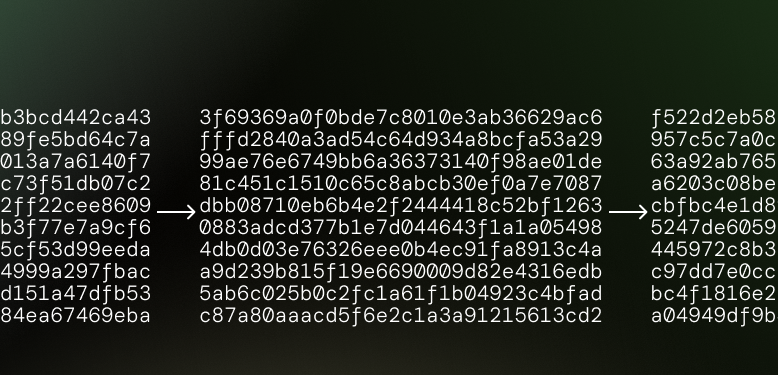 b3bcd442ca43 3f69369a0f0bde7c8010e3ab36629ac6 f522d2eb58
89fe5bd64c7a fffd2840a3ad54c64d934a8bcfa53a29 957c5c7a0c
013a7a6140f7 99ae76e6749bb6a36373140f98ae01de 63a92ab765
c73f51db07c2 81c451c1510c65c8abcb30ef0a7e7087 a6203c08be
2ff22cee8609 → dbb08710eb6b4e2f2444418c52bf1263 → cbfbc4e1d8
b3f77e7a9cf6 0883adcd377b1e7d044643f1a1a05498 5247de6059
5cf53d99eeda 4db0d03e76326eee0b4ec91fa8913c4a 445972c8b3
4999a297fbac a9d239b815f19e6690009d82e4316edb c97dd7e0cc
d151a47dfb53 5ab6c025b0c2fc1a61f1b04923c4bfad bc4f1816e2
84ea67469eba c87a80aaacd5f6e2c1a3a91215613cd2 a04949df9b